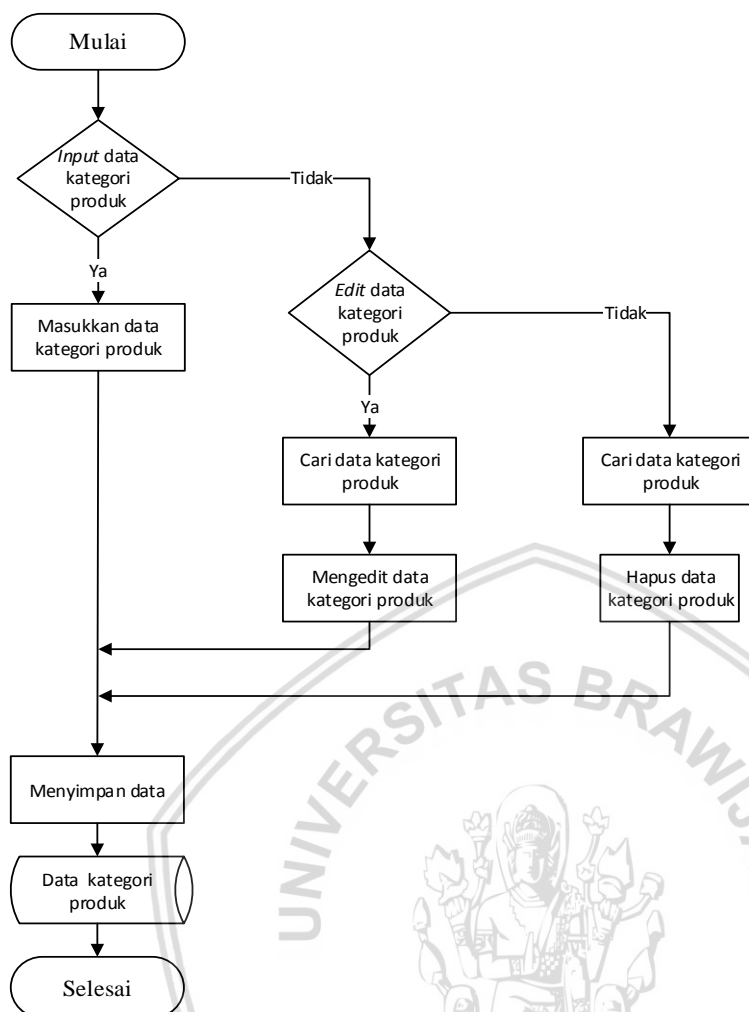 Mulai
Input data
kategori
produk
Tidak
Ya
Edit data
kategori
produk
Tidak
Masukkan data
kategori produk
Ya
Cari data kategori
produk
Cari data kategori
produk
Mengedit data
kategori produk
Hapus data
kategori produk
UNIVERSITAS BRAWIJA
Menyimpan data
Data kategori
produk
Selesai